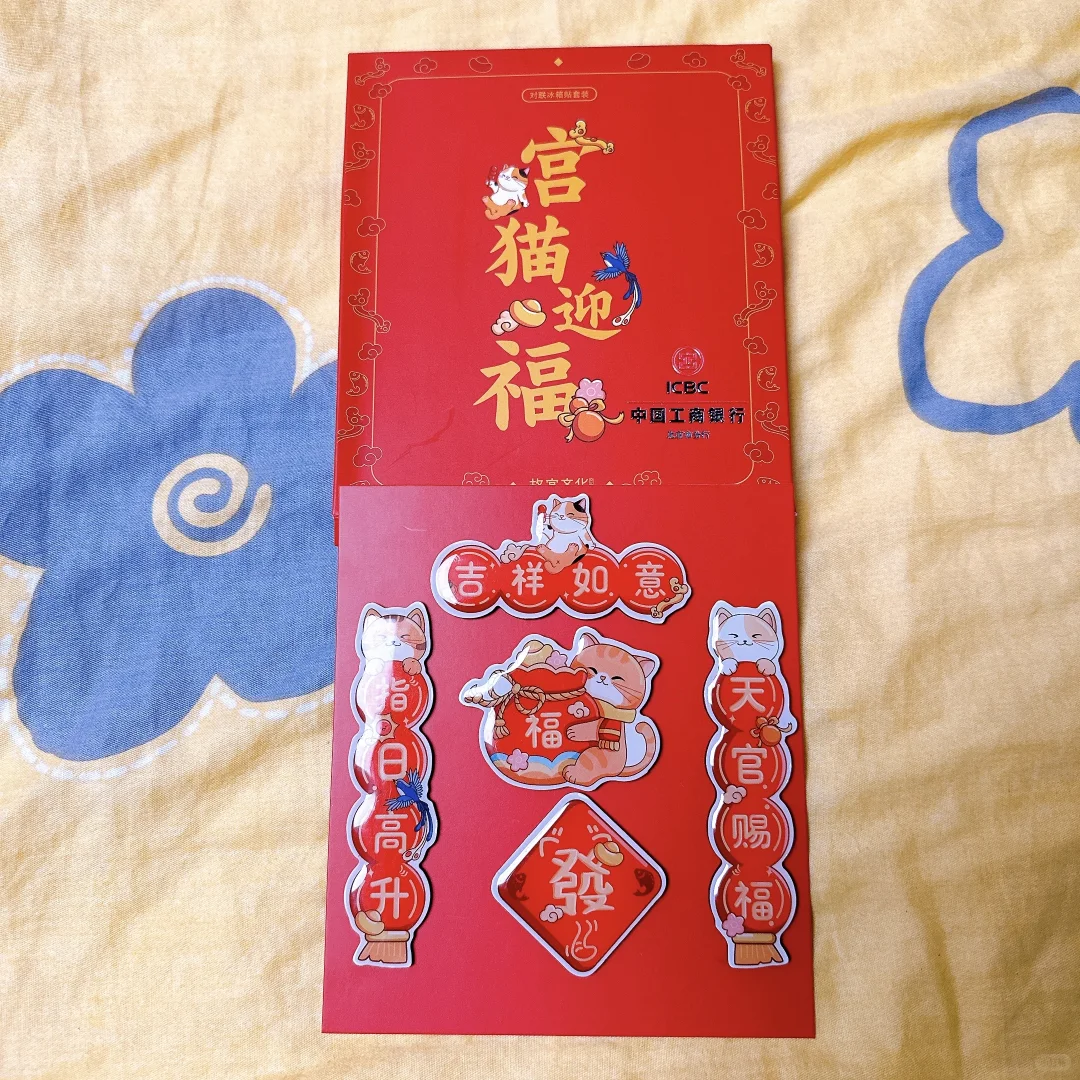 对联冰箱贴套装
宫猫迎福
ICBC
中国工商银行
故宫文化
吉祥如意
指日高升
天官赐福
福
發